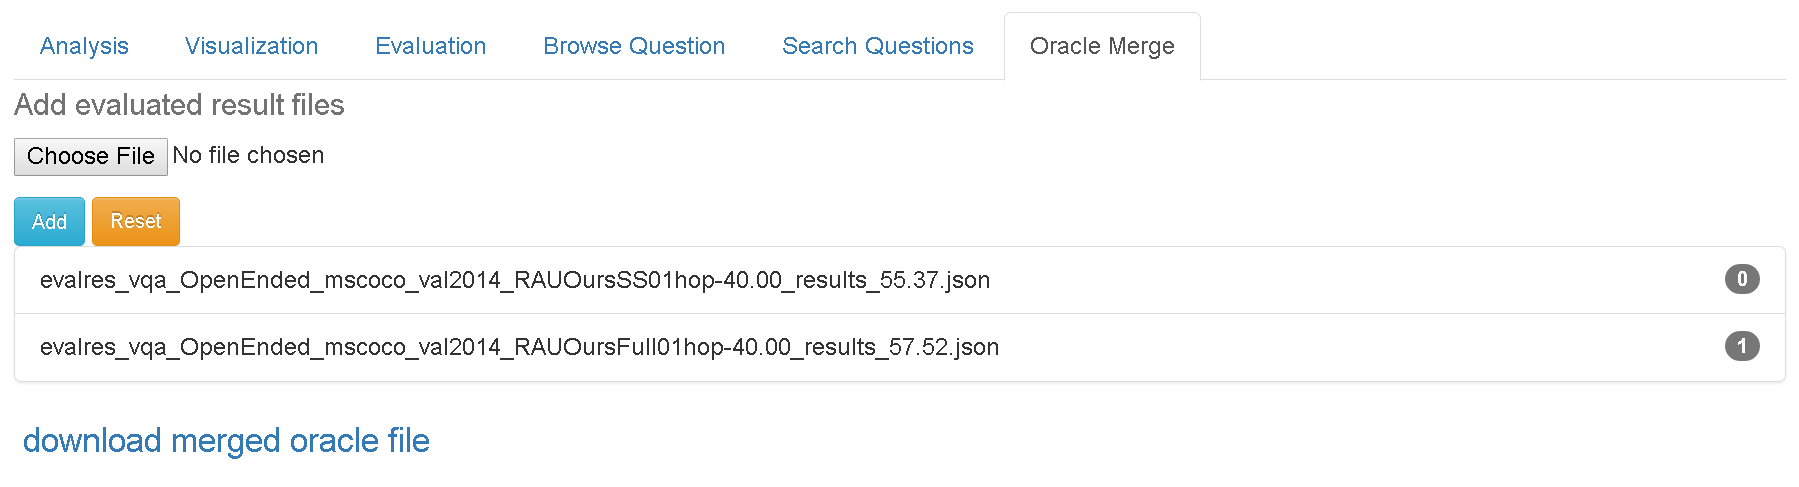 Analysis Visualization Evaluation Browse Question Search Questions Oracle Merge
Add evaluated result files
Choose File No file chosen
Add Reset
evalres_vqa_OpenEnded_mscoco_val2014_RAUOursSS01hop-40.00_results_55.37.json 0
evalres_vqa_OpenEnded_mscoco_val2014_RAUOursFull01hop-40.00_results_57.52.json 1
download merged oracle file